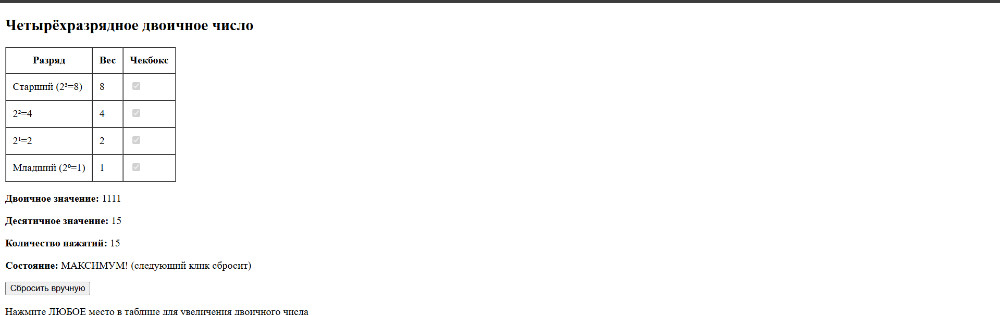 Четырёхразрядное двоичное число
Разряд Вес Чекбокс
Старший (2³=8) 8
2²=4 4
2¹=2 2
Младший (2⁰=1) 1
Двоичное значение: 1111
Десятичное значение: 15
Количество нажатий: 15
Состояние: МАКСИМУМ! (следующий клик сбросит)
Сбросить вручную
Нажмите ЛЮБОЕ место в таблице для увеличения двоичного числа